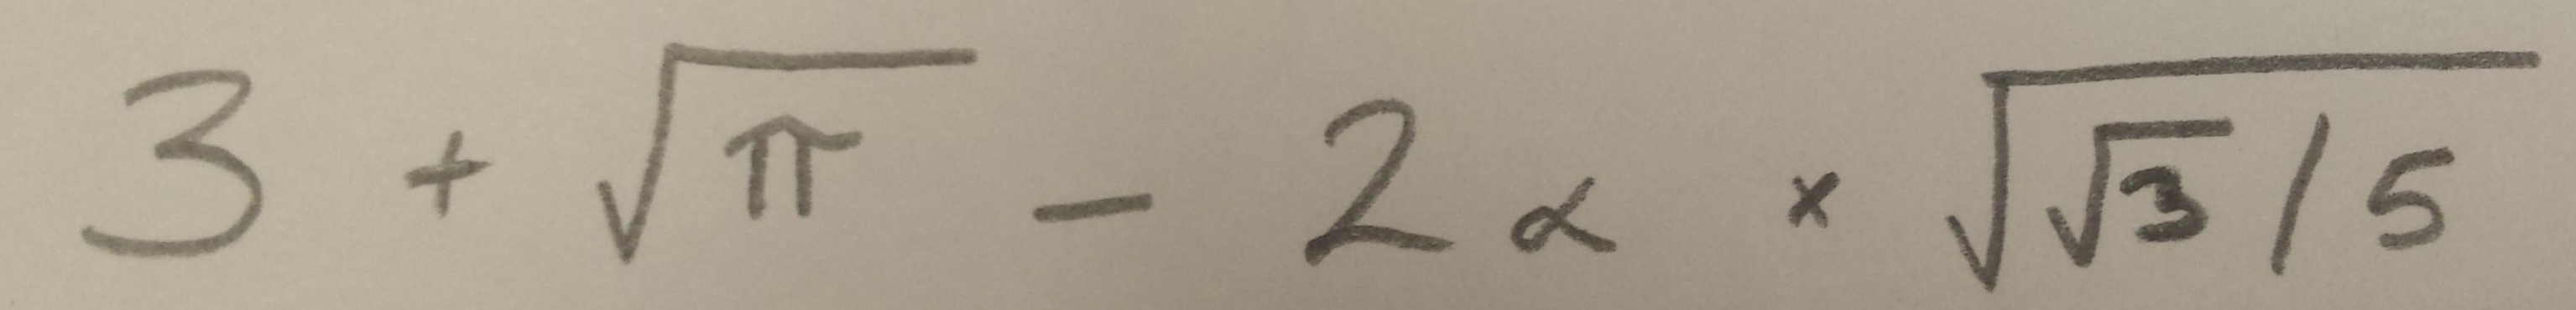 3 + √π - 2α × √(√3 / 5)